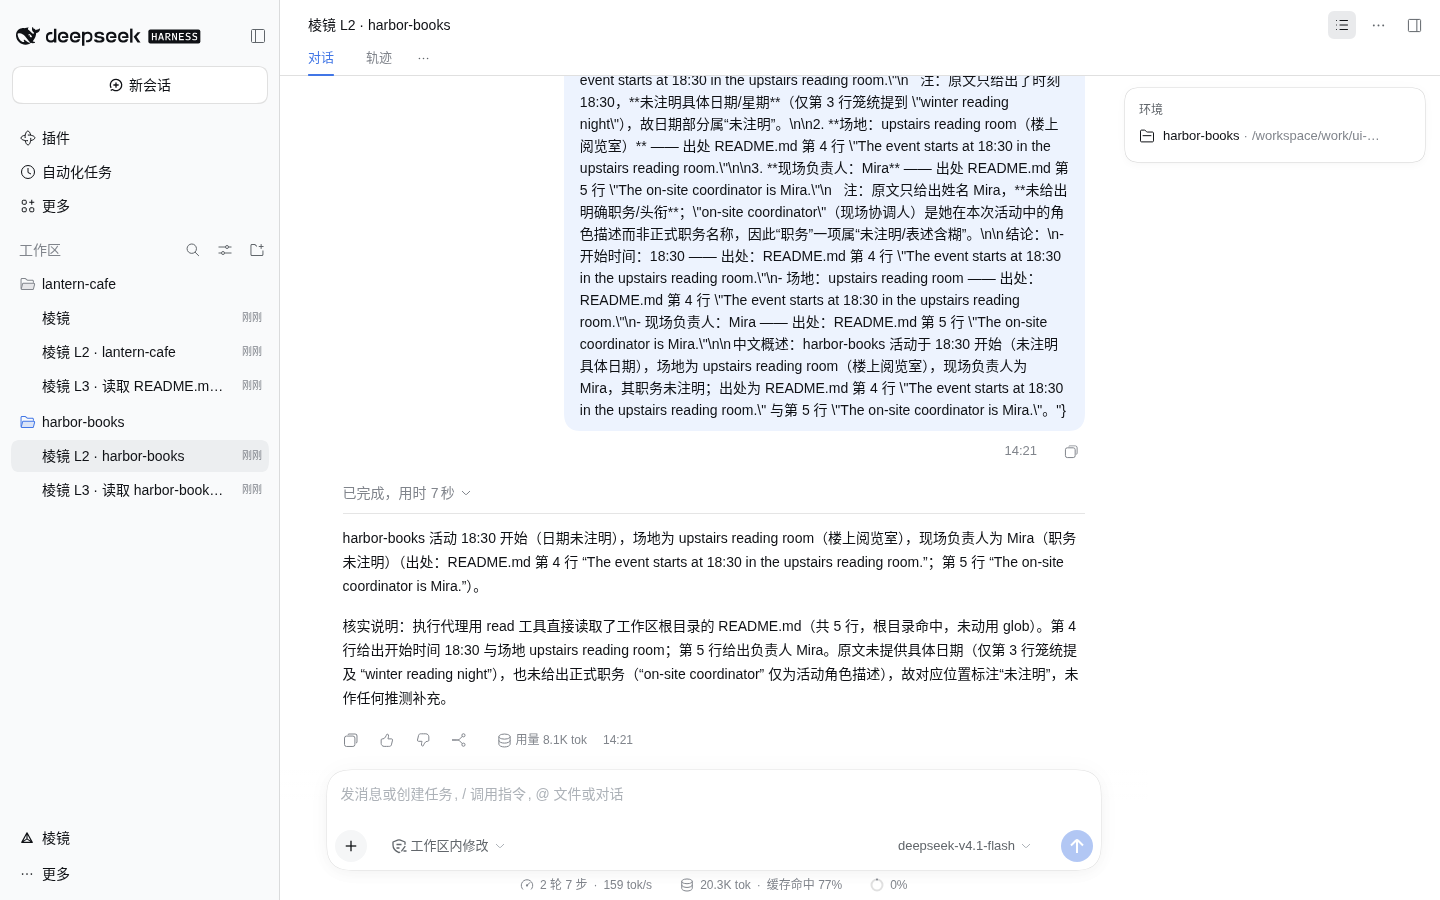 deepseek HARNESS
新会话
插件
自动化任务
更多
工作区
lantern-cafe
棱镜 刚刚
棱镜 L2 · lantern-cafe 刚刚
棱镜 L3 · 读取 README.m… 刚刚
harbor-books
棱镜 L2 · harbor-books 刚刚
棱镜 L3 · 读取 harbor-book… 刚刚
棱镜
更多
棱镜 L2 · harbor-books
对话 轨迹
event starts at 18:30 in the upstairs reading room.\"\n   注：原文只给出了时刻
18:30，**未注明具体日期/星期**（仅第 3 行笼统提到 \"winter reading
night\"），故日期部分属“未注明”。\n\n2. **场地：upstairs reading room（楼上
阅览室）** —— 出处 README.md 第 4 行 \"The event starts at 18:30 in the
upstairs reading room.\"\n\n3. **现场负责人：Mira** —— 出处 README.md 第
5 行 \"The on-site coordinator is Mira.\"\n   注：原文只给出姓名 Mira，**未给出
明确职务/头衔**；\"on-site coordinator\"（现场协调人）是她在本次活动中的角
色描述而非正式职务名称，因此“职务”一项属“未注明/表述含糊”。\n\n结论：\n-
开始时间：18:30 —— 出处：README.md 第 4 行 \"The event starts at 18:30
in the upstairs reading room.\"\n- 场地：upstairs reading room —— 出处：
README.md 第 4 行 \"The event starts at 18:30 in the upstairs reading
room.\"\n- 现场负责人：Mira —— 出处：README.md 第 5 行 \"The on-site
coordinator is Mira.\"\n\n中文概述：harbor-books 活动于 18:30 开始（未注明
具体日期），场地为 upstairs reading room（楼上阅览室），现场负责人为
Mira，其职务未注明；出处为 README.md 第 4 行 \"The event starts at 18:30
in the upstairs reading room.\" 与第 5 行 \"The on-site coordinator is Mira.\"。"}
14:21
已完成，用时 7 秒
harbor-books 活动 18:30 开始（日期未注明），场地为 upstairs reading room（楼上阅览室），现场负责人为 Mira（职务
未注明）（出处：README.md 第 4 行 “The event starts at 18:30 in the upstairs reading room.”；第 5 行 “The on-site
coordinator is Mira.”）。
核实说明：执行代理用 read 工具直接读取了工作区根目录的 README.md（共 5 行，根目录命中，未动用 glob）。第 4
行给出开始时间 18:30 与场地 upstairs reading room；第 5 行给出负责人 Mira。原文未提供具体日期（仅第 3 行笼统提
及 “winter reading night”），也未给出正式职务（“on-site coordinator” 仅为活动角色描述），故对应位置标注“未注明”，未
作任何推测补充。
用量 8.1K tok 14:21
发消息或创建任务，/ 调用指令，@ 文件或对话
工作区内修改
deepseek-v4.1-flash
2 轮 7 步 · 159 tok/s 20.3K tok · 缓存命中 77% 0%
环境
harbor-books · /workspace/work/ui-…